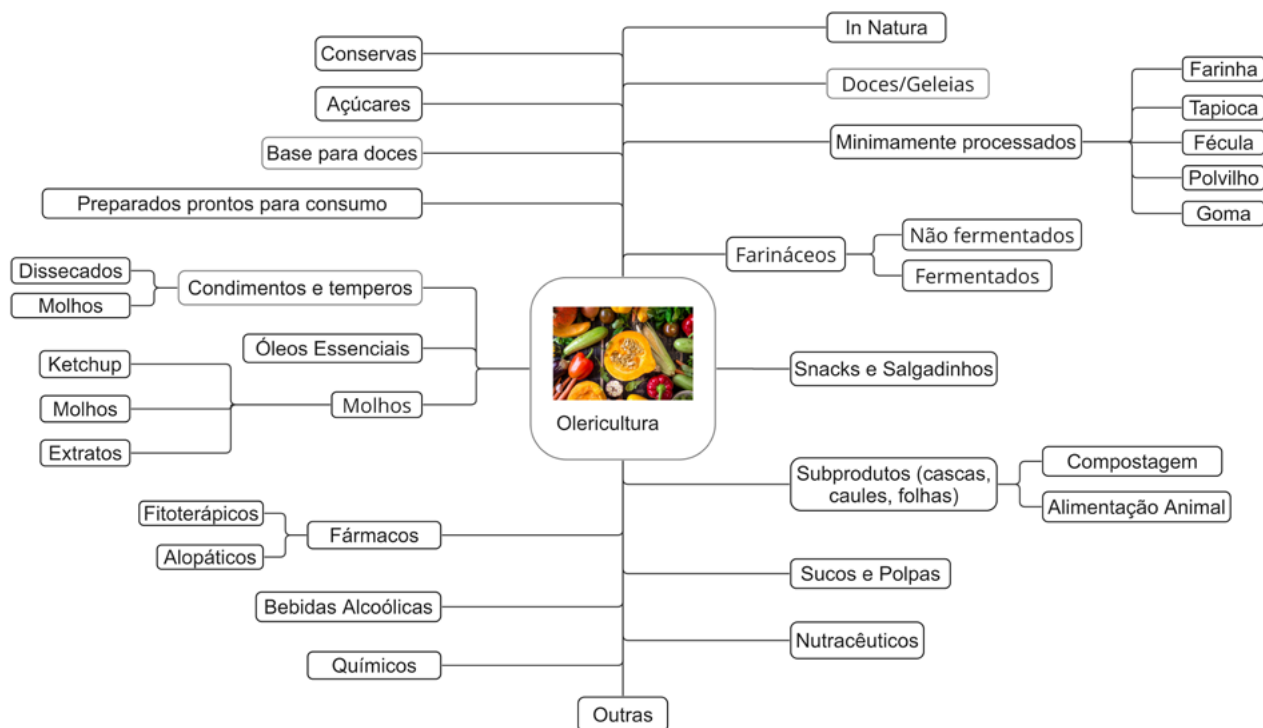 In Natura
Conservas
Doces/Geleias
Farinha
Açúcares
Tapioca
Minimamente processados
Fécula
Base para doces
Polvilho
Preparados prontos para consumo
Goma
Farináceos
Não fermentados
Fermentados
Dissecados
Condimentos e temperos
Molhos
Óleos Essenciais
Ketchup
Molhos
Molhos
Extratos
Snacks e Salgadinhos
Olericultura
Subprodutos (cascas,
caules, folhas)
Compostagem
Alimentação Animal
Fitoterápicos
Fármacos
Alopáticos
Sucos e Polpas
Bebidas Alcoólicas
Nutracêuticos
Químicos
Outras